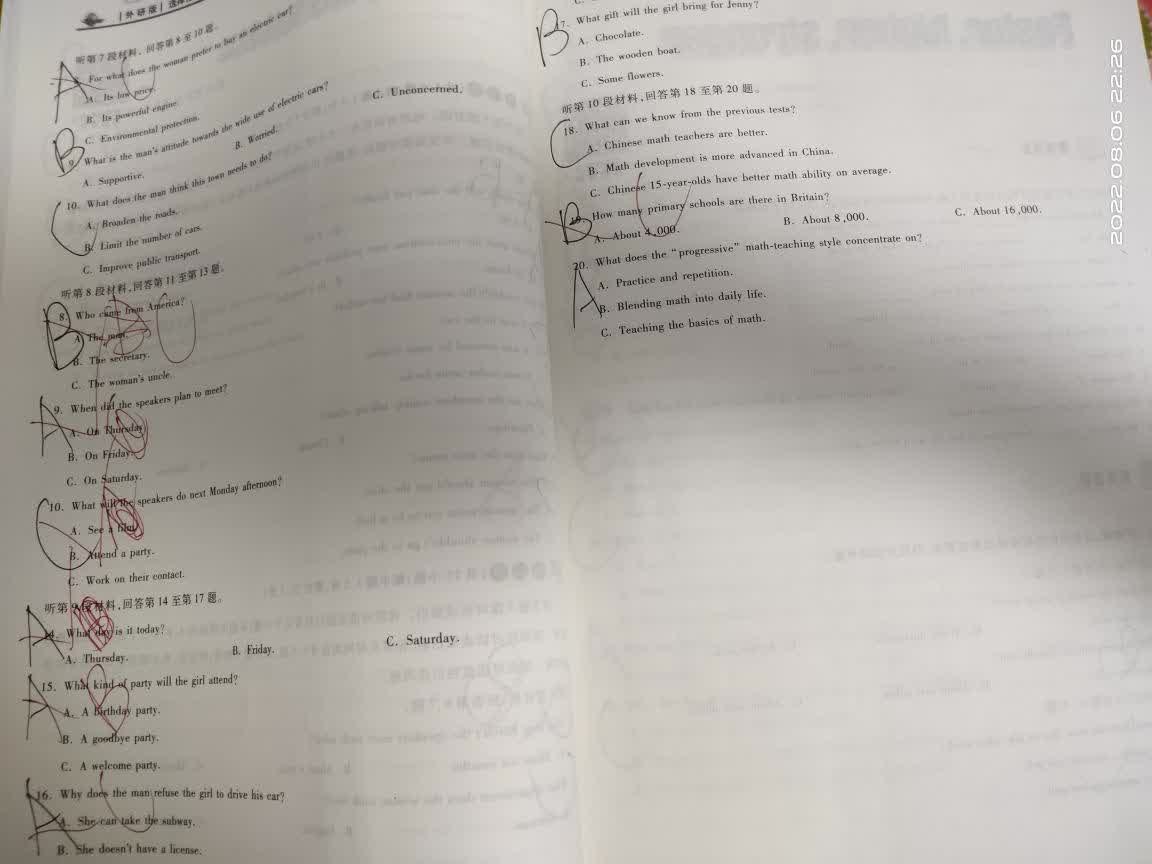 外研版
听第7段材料,回答第8至10题。
For what does the woman prefer to buy an electric car?
A. Its low price.
B. Its powerful engine.
C. Environmental protection.
9. What is the man's attitude towards the wide use of electric cars?
A. Supportive.
B. Worried.
C. Unconcerned.
10. What does the man think this town needs to do?
A. Broaden the roads.
B. Limit the number of cars.
C. Improve public transport.
听第8段材料,回答第11至第13题。
8. Who came from America?
A. The man.
B. The secretary.
C. The woman's uncle.
9. When did the speakers plan to meet?
A. On Thursday.
B. On Friday.
C. On Saturday.
10. What will the speakers do next Monday afternoon?
A. See a film.
B. Attend a party.
C. Work on their contact.
听第9段材料,回答第14至第17题。
14. What day is it today?
A. Thursday.
B. Friday.
C. Saturday.
15. What kind of party will the girl attend?
A. A birthday party.
B. A goodbye party.
C. A welcome party.
16. Why does the man refuse the girl to drive his car?
A. She can take the subway.
B. She doesn't have a license.
17. What gift will the girl bring for Jenny?
A. Chocolate.
B. The wooden boat.
C. Some flowers.
听第10段材料,回答第18至第20题。
18. What can we know from the previous tests?
A. Chinese math teachers are better.
B. Math development is more advanced in China.
C. Chinese 15-year-olds have better math ability on average.
19. How many primary schools are there in Britain?
A. About 4,000.
B. About 8,000.
C. About 16,000.
20. What does the "progressive" math-teaching style concentrate on?
A. Practice and repetition.
B. Blending math into daily life.
C. Teaching the basics of math.
2022.08.06 22:26